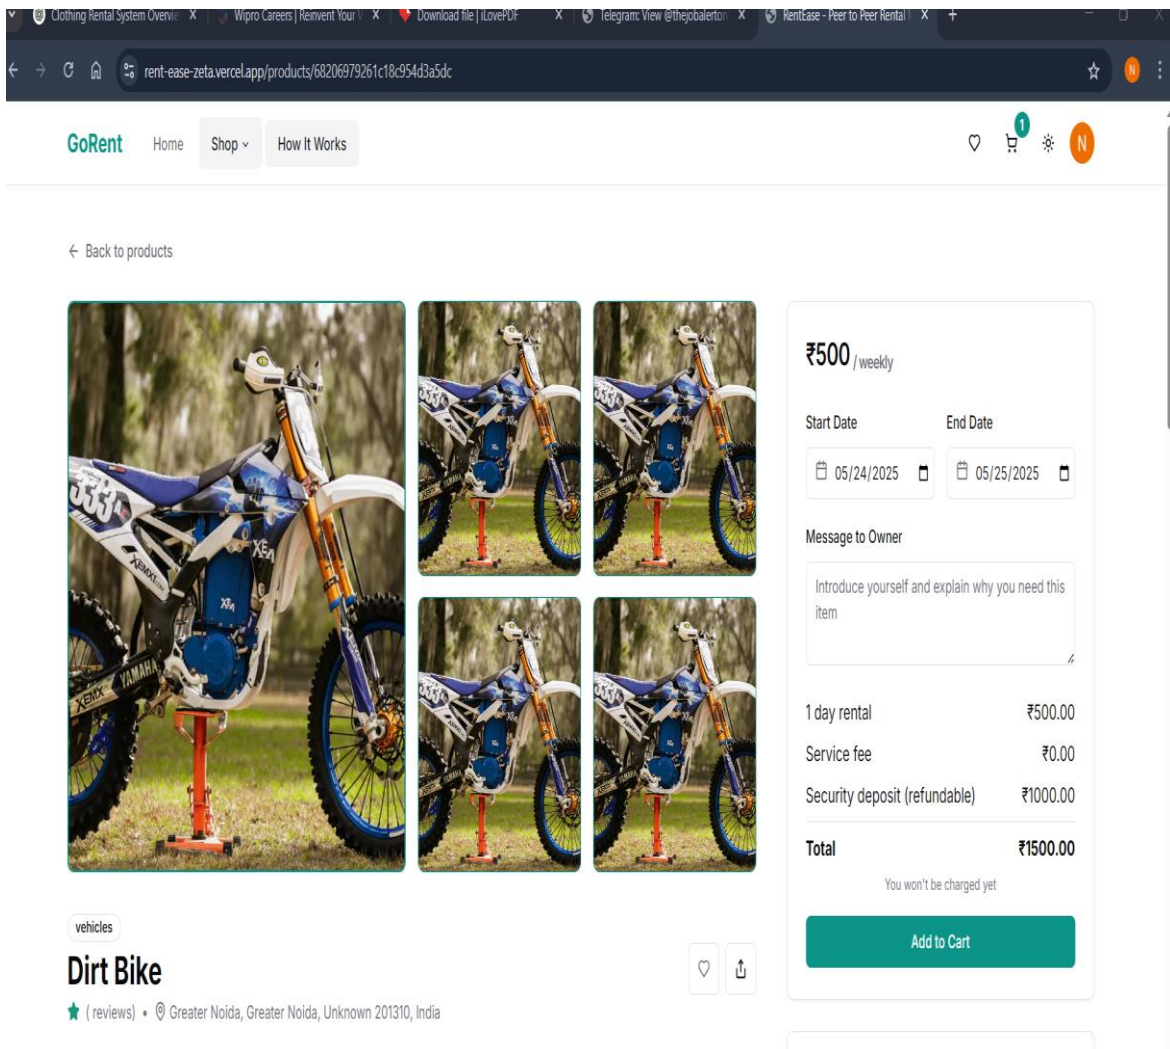 Clothing Rental System Overvie X Wipro Careers | Reinvent Your \ X Download file | iLovePDF X Telegram: View @thejobalerton X RentEase - Peer to Peer Rental X +
rent-ease-zeta.vercel.app/products/68206979261c18c954d3a5dc N
GoRent Home Shop How It Works 1 N
Back to products
₹500 / weekly
Start Date End Date
05/24/2025 05/25/2025
Message to Owner
Introduce yourself and explain why you need this
item
1 day rental ₹500.00
Service fee ₹0.00
Security deposit (refundable) ₹1000.00
Total ₹1500.00
You won't be charged yet
Add to Cart
333
XEA
XEMX
YAMAHA
vehicles
Dirt Bike
( reviews) • Greater Noida, Greater Noida, Unknown 201310, India